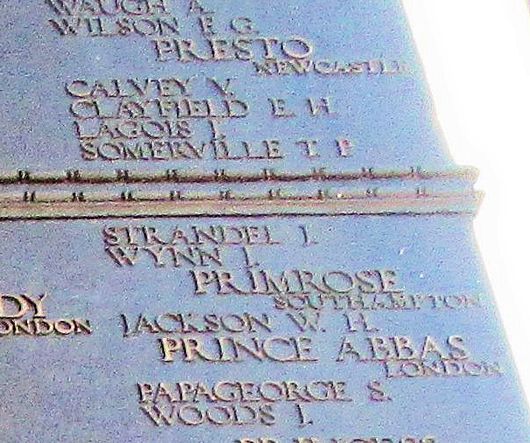 WAUGH A.
WILSON F. G.
PRESTO
NEWCASTLE
CALVEY V.
CLAYFIELD E. H.
LAGOIS J.
SOMERVILLE T. P.
STRANDEL J.
WYNN J.
PRIMROSE
SOUTHAMPTON
DY
ONDON
JACKSON W. H.
PRINCE ABBAS
LONDON
PAPAGEORGE S.
WOODS J.